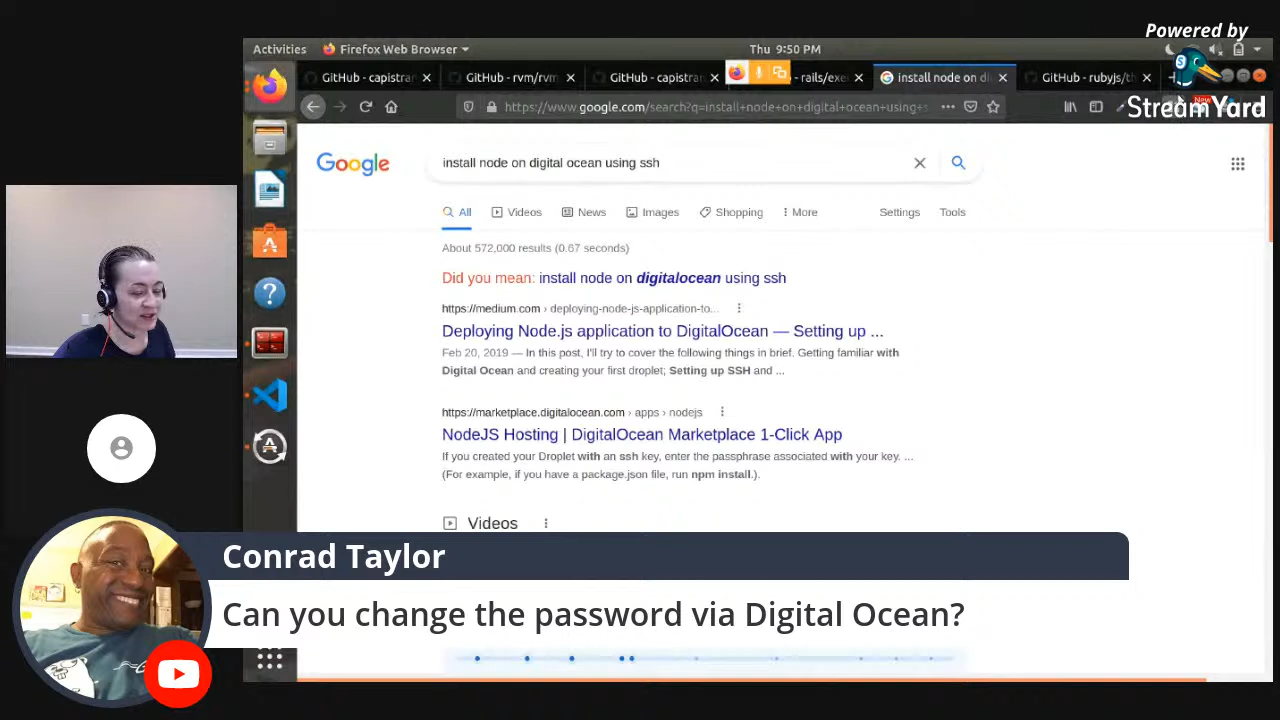 Powered by
StreamYard
Activities
Firefox Web Browser
Thu 9:50 PM
GitHub - capistran
GitHub - rvm/rvm
GitHub - capistran
- rails/exe
install node on di
GitHub - rubyjs/th
https://www.google.com/search?q=install+node+on+digital+ocean+using+s
New
Google
install node on digital ocean using ssh
All
Videos
News
Images
Shopping
More
Settings
Tools
About 572,000 results (0.67 seconds)
Did you mean: install node on digitalocean using ssh
https://medium.com › deploying-node-js-application-to...
Deploying Node.js application to DigitalOcean — Setting up ...
Feb 20, 2019 — In this post, I'll try to cover the following things in brief. Getting familiar with
Digital Ocean and creating your first droplet; Setting up SSH and ...
https://marketplace.digitalocean.com › apps › nodejs
NodeJS Hosting | DigitalOcean Marketplace 1-Click App
If you created your Droplet with an ssh key, enter the passphrase associated with your key. ...
(For example, if you have a package.json file, run npm install.).
Videos
Conrad Taylor
Can you change the password via Digital Ocean?